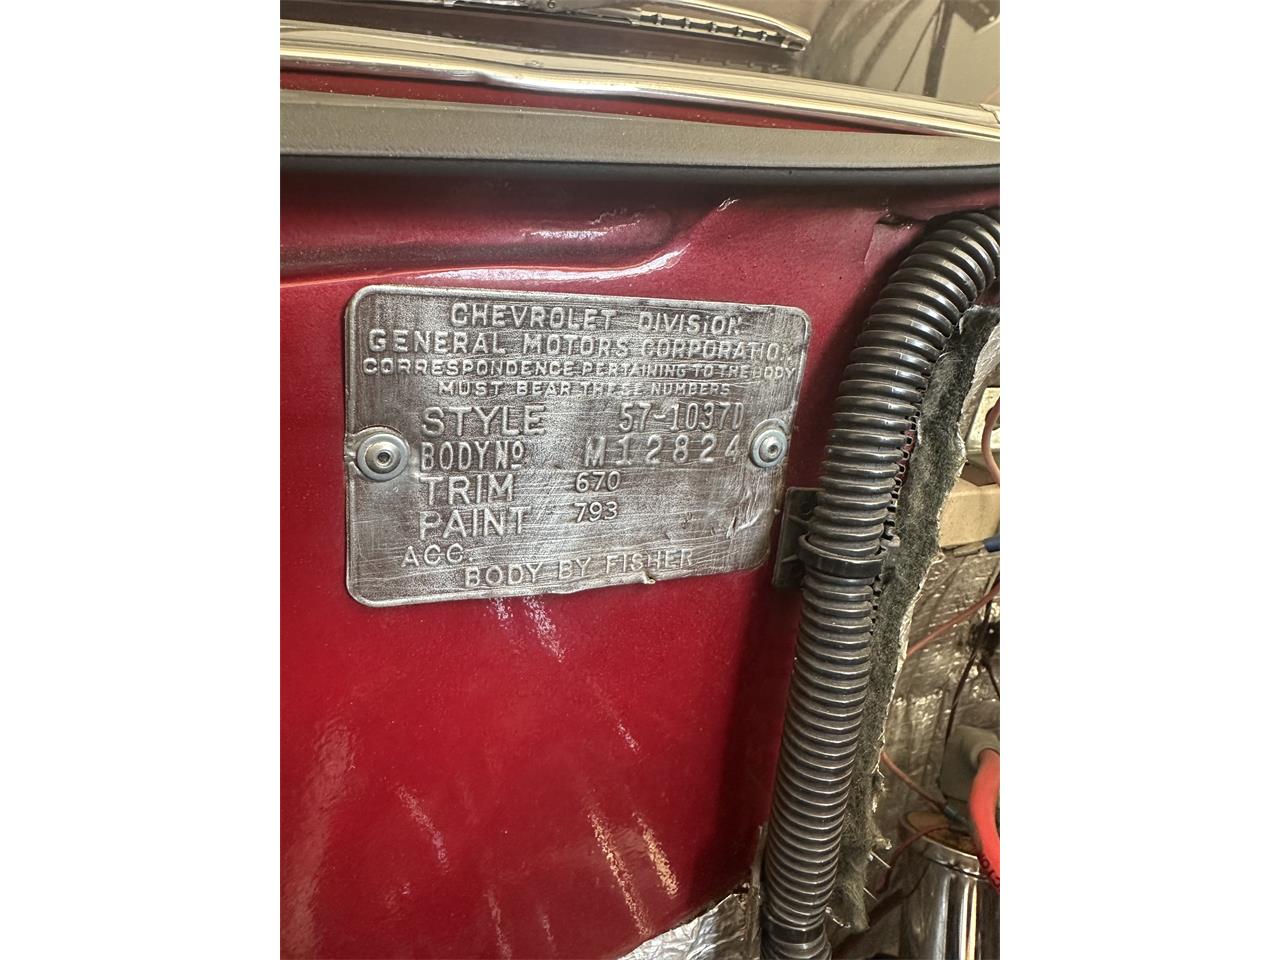 CHEVROLET DIVISION
GENERAL MOTORS CORPORATION
CORRESPONDENCE PERTAINING TO THE BODY
MUST BEAR THESE NUMBERS
STYLE 57-1037D
BODY Nº M12824
TRIM 670
PAINT 793
ACC.
BODY BY FISHER